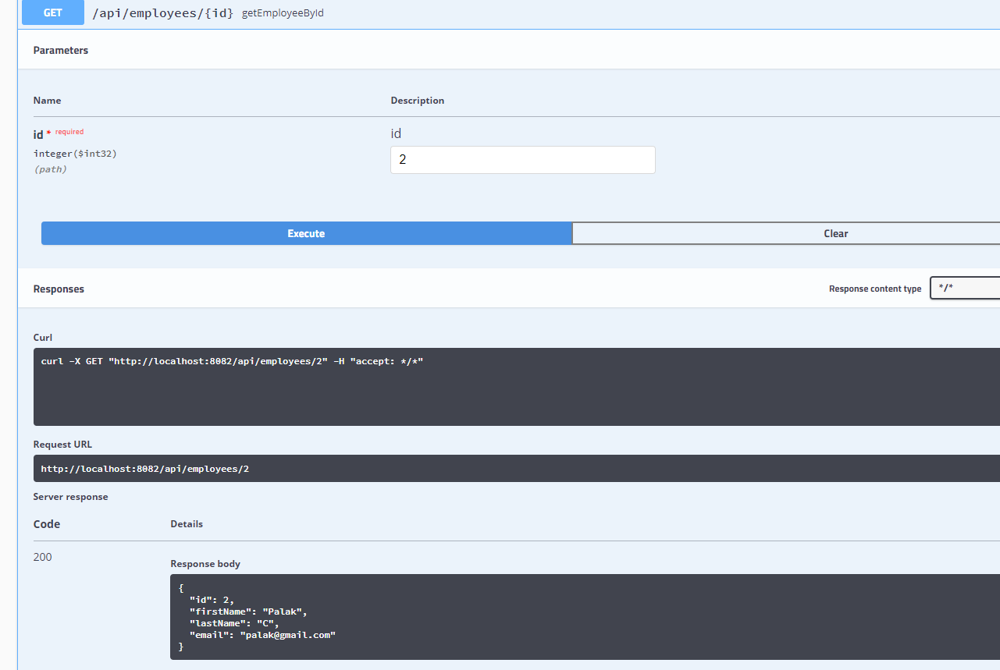 GET /api/employees/{id} getEmployeeById
Parameters
Name Description
id * required id
integer($int32) 2
(path)
Execute Clear
Responses Response content type */*
Curl
curl -X GET "http://localhost:8082/api/employees/2" -H "accept: */*"
Request URL
http://localhost:8082/api/employees/2
Server response
Code Details
200
Response body
{
  "id": 2,
  "firstName": "Palak",
  "lastName": "C",
  "email": "palak@gmail.com"
}